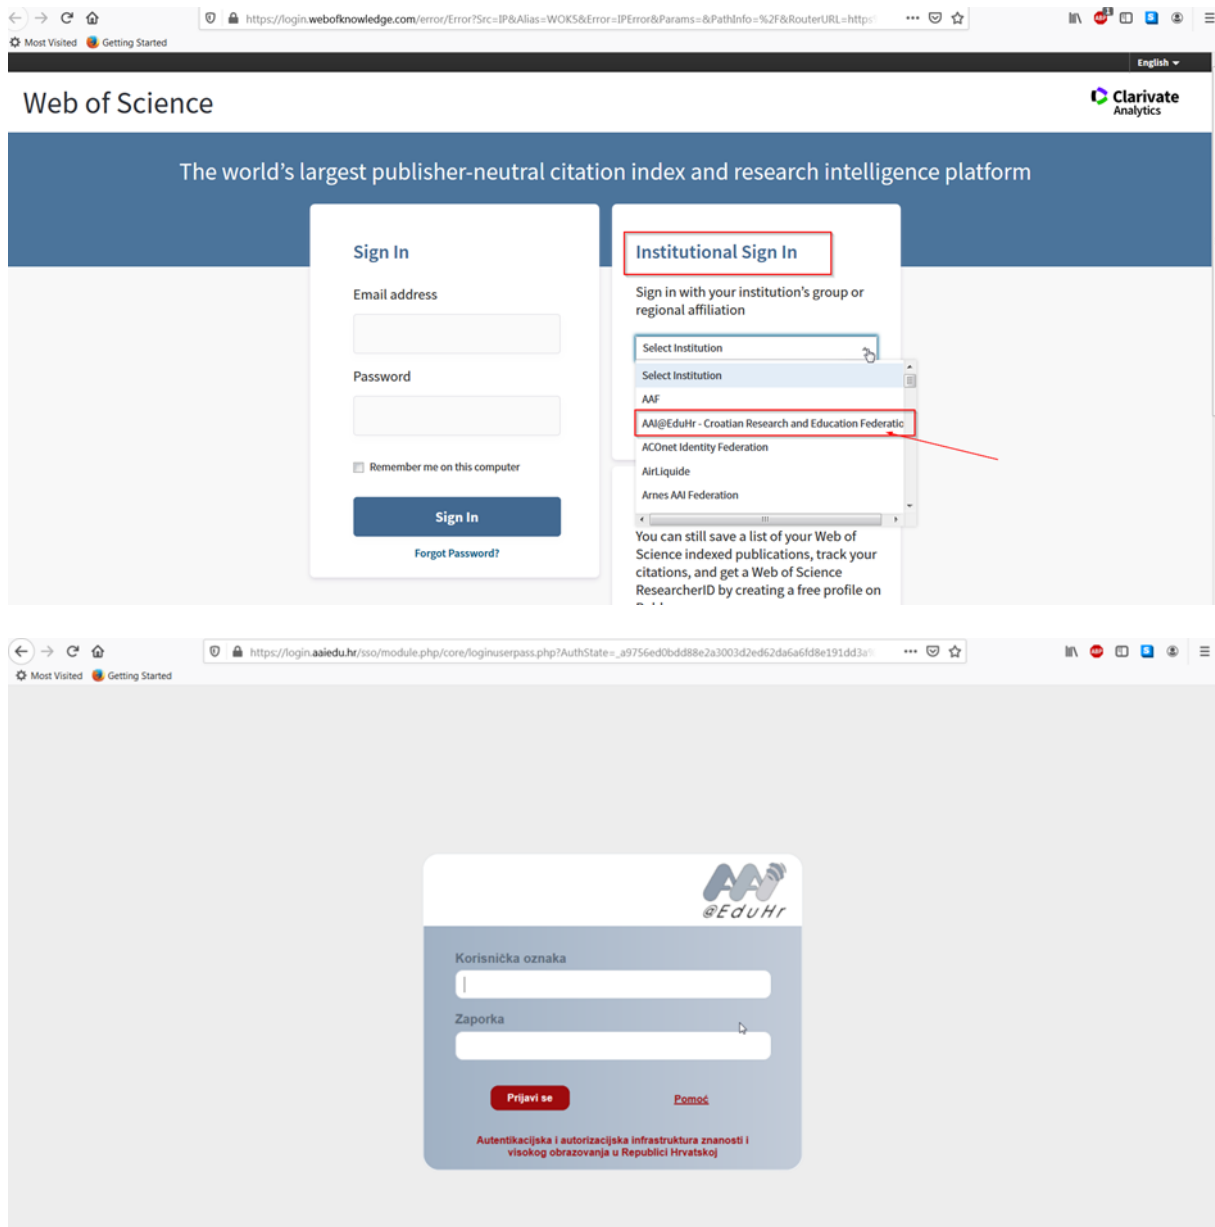 https://login.webofknowledge.com/error/Error?Src=IP&Alias=WOK5&Error=IPError&Params=&PathInfo=%2F&RouterURL=https
Most Visited
Getting Started
English
Web of Science
Clarivate
Analytics
The world's largest publisher-neutral citation index and research intelligence platform
Sign In
Email address
Password
Remember me on this computer
Sign In
Forgot Password?
Institutional Sign In
Sign in with your institution's group or
regional affiliation
Select Institution
Select Institution
AAF
AAI@EduHr - Croatian Research and Education Federatio
ACOnet Identity Federation
AirLiquide
Arnes AAI Federation
You can still save a list of your Web of
Science indexed publications, track your
citations, and get a Web of Science
ResearcherID by creating a free profile on
https://login.aaiedu.hr/sso/module.php/core/loginuserpass.php?AuthState=_a9756ed0bdd88e2a3003d2ed62da6a6fd8e191dd3a
Most Visited
Getting Started
AAI
@EduHr
Korisnička oznaka
Zaporka
Prijavi se
Pomoć
Autentikacijska i autorizacijska infrastruktura znanosti i
visokog obrazovanja u Republici Hrvatskoj